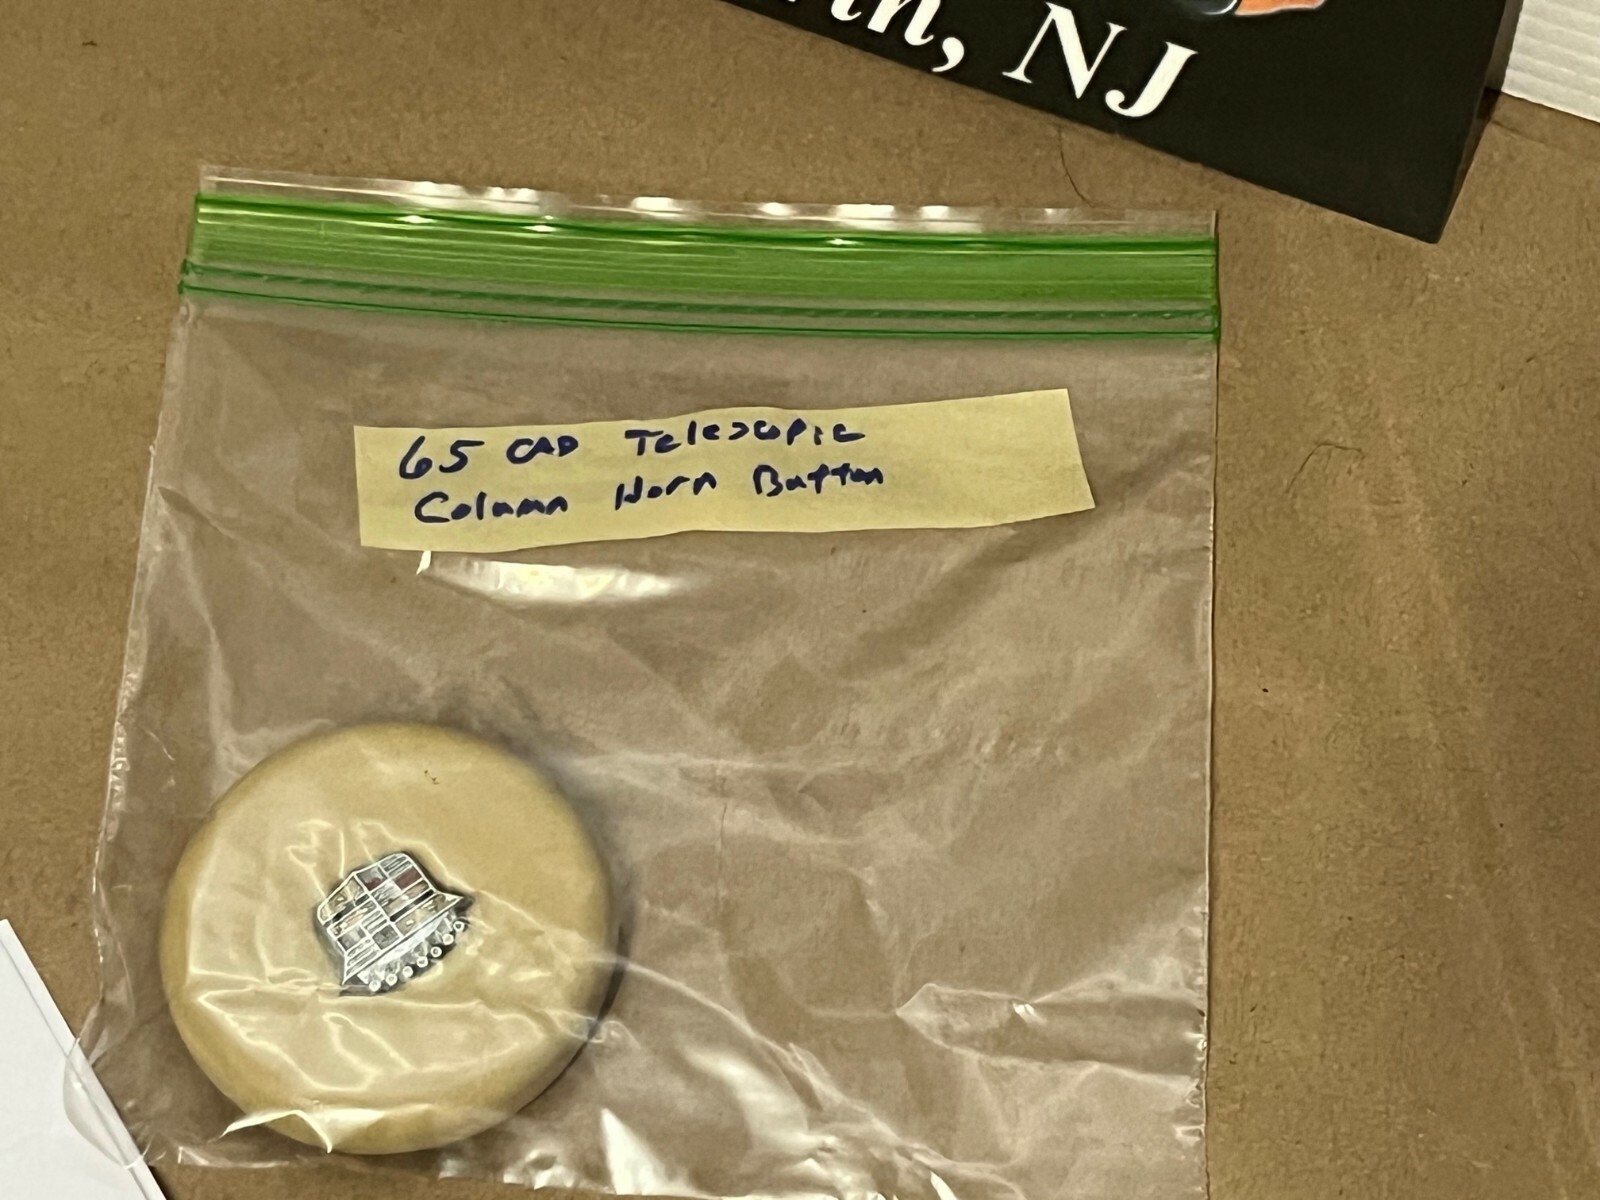 NJ
65 CAD Telescopic
Column Horn Button